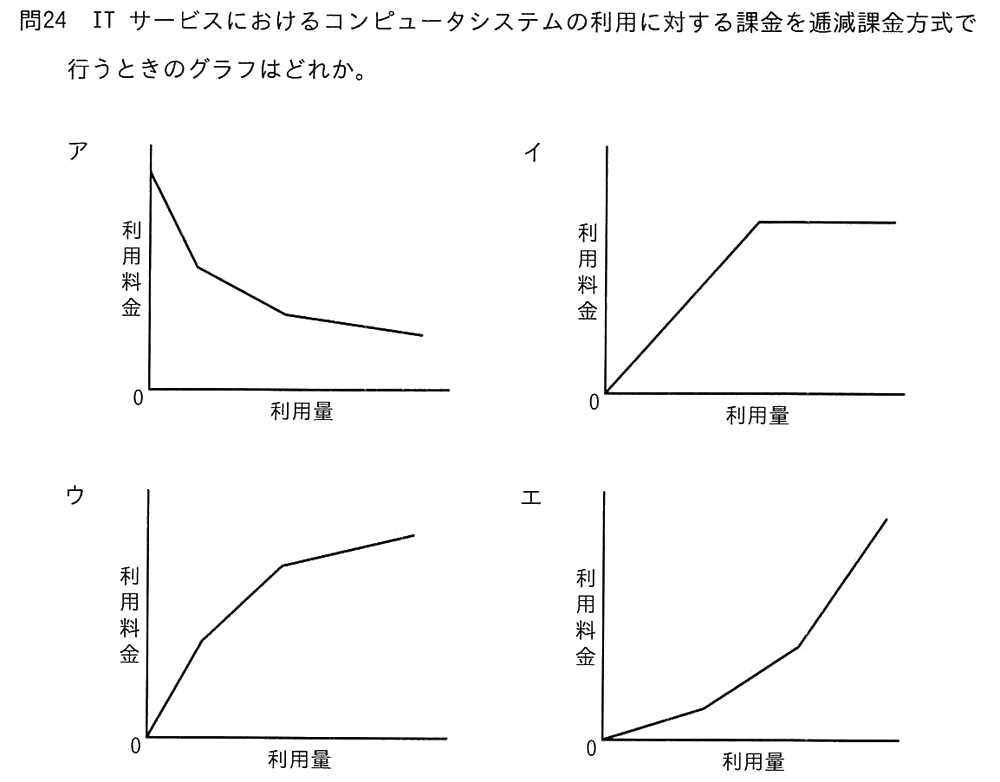 問24 IT サービスにおけるコンピュータシステムの利用に対する課金を逓減課金方式で
行うときのグラフはどれか。
ア
利用料金
0
利用量
イ
利用料金
0
利用量
ウ
利用料金
0
利用量
エ
利用料金
0
利用量